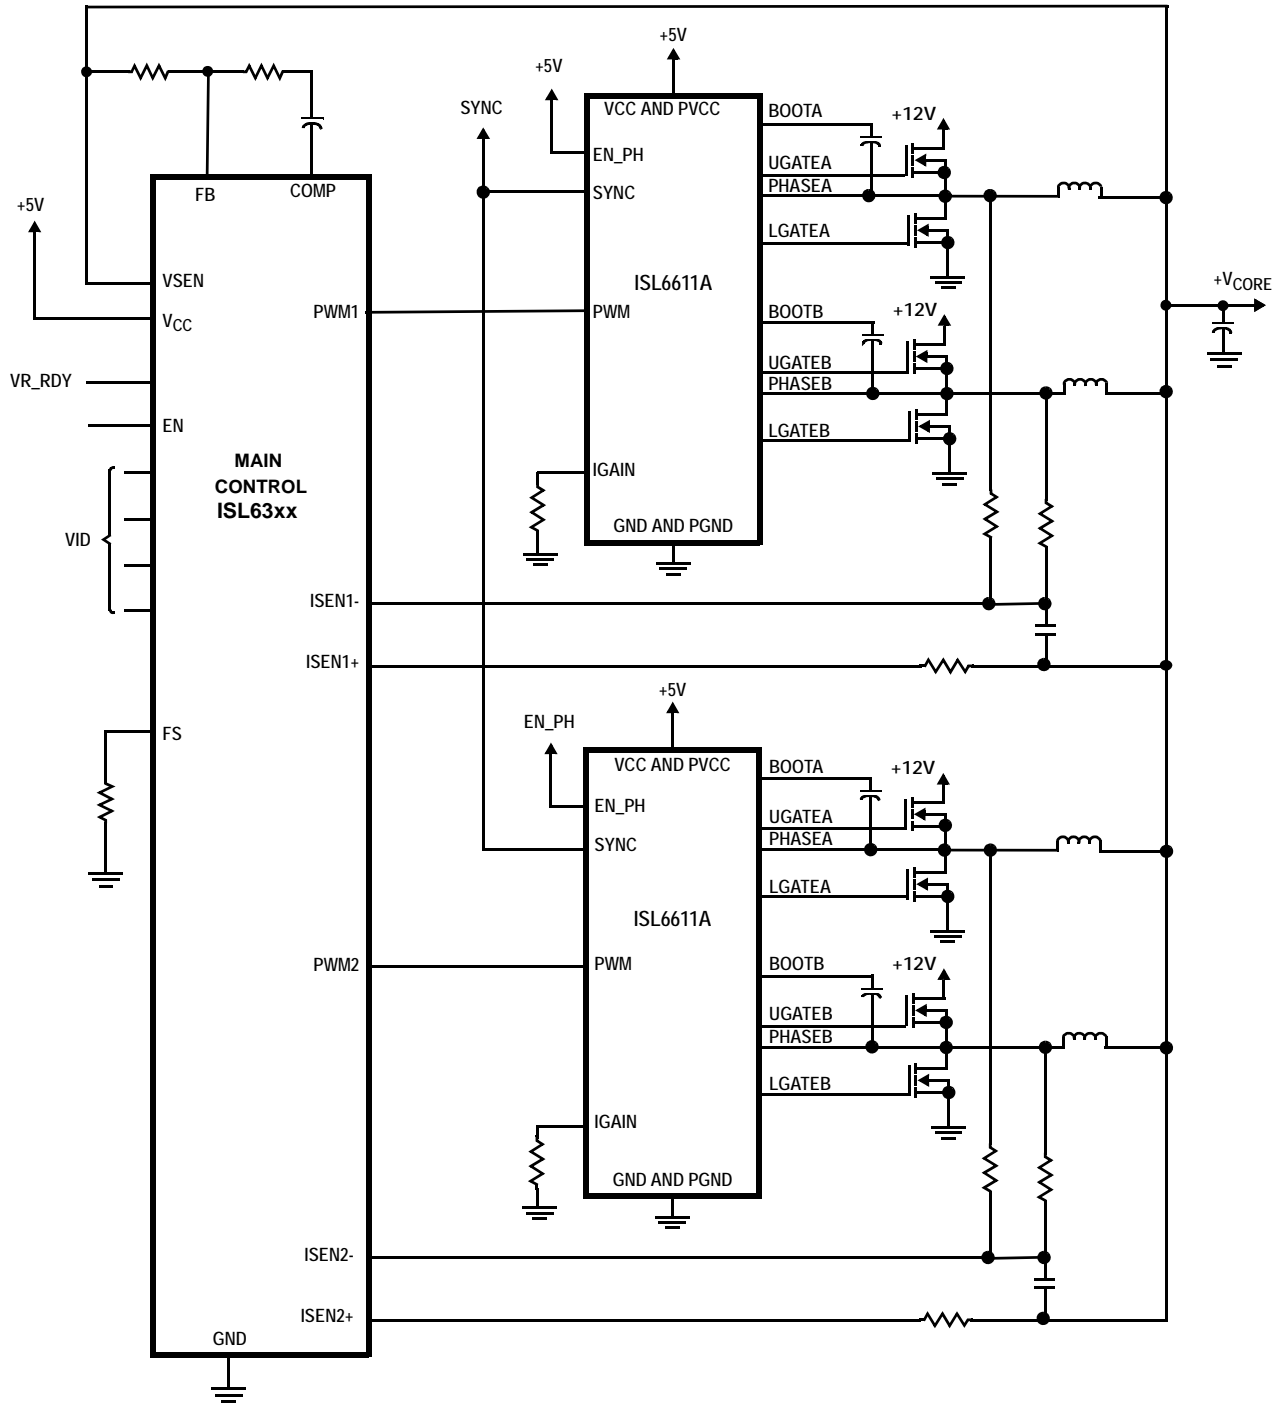 +5V
+5V
SYNC
VCC AND PVCC
BOOTA
+12V
EN_PH
UGATEA
FB
COMP
SYNC
PHASEA
+5V
LGATEA
VSEN
ISL6611A
+VCORE
PWM1
PWM
BOOTB
+12V
VCC
UGATEB
VR_RDY
PHASEB
EN
LGATEB
MAIN
CONTROL
ISL63xx
IGAIN
VID
GND AND PGND
ISEN1-
ISEN1+
+5V
EN_PH
FS
VCC AND PVCC
BOOTA
+12V
EN_PH
UGATEA
SYNC
PHASEA
LGATEA
ISL6611A
PWM2
PWM
BOOTB
+12V
UGATEB
PHASEB
LGATEB
IGAIN
GND AND PGND
ISEN2-
ISEN2+
GND